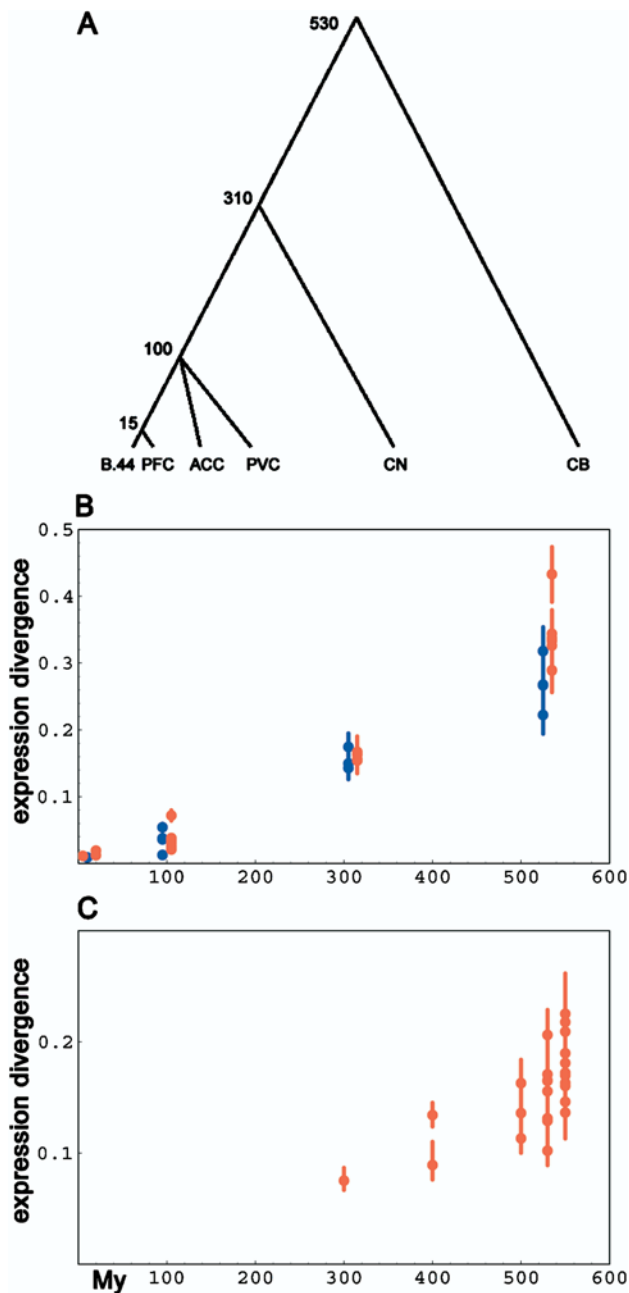 A
530
310
100
15
B.44 PFC ACC PVC CN CB
B
expression divergence
0.5
0.4
0.3
0.2
0.1
100 200 300 400 500 600
C
expression divergence
0.2
0.1
My 100 200 300 400 500 600